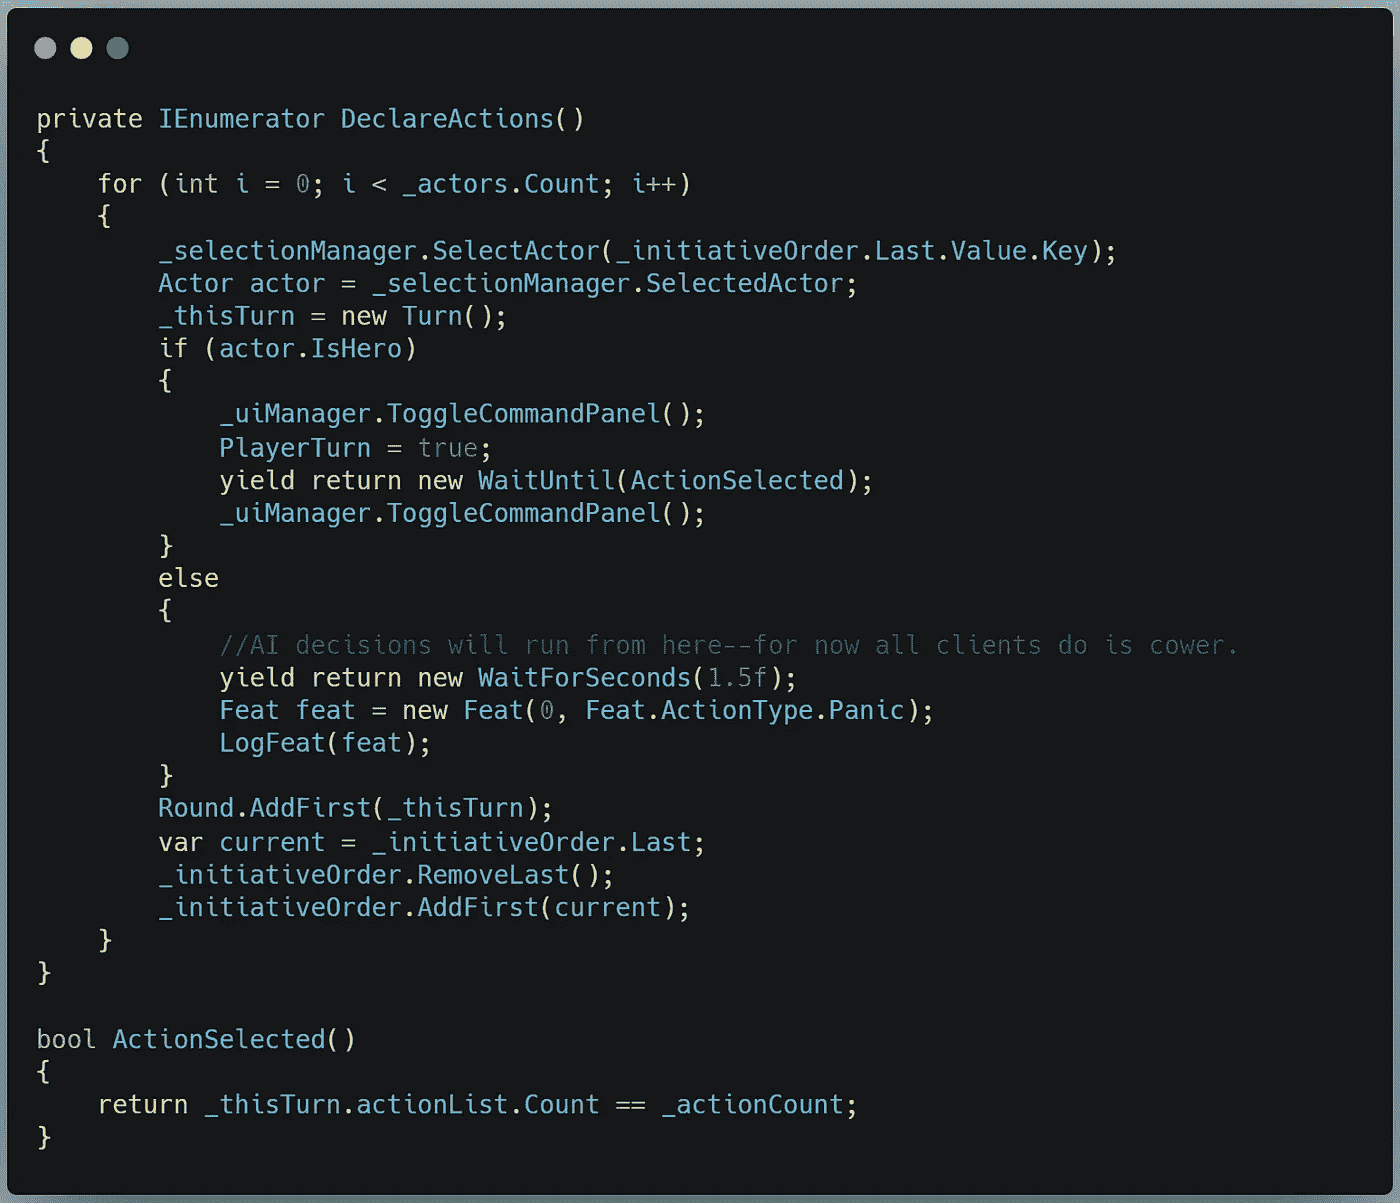 private IEnumerator DeclareActions()
{
    for (int i = 0; i < _actors.Count; i++)
    {
        _selectionManager.SelectActor(_initiativeOrder.Last.Value.Key);
        Actor actor = _selectionManager.SelectedActor;
        _thisTurn = new Turn();
        if (actor.IsHero)
        {
            _uiManager.ToggleCommandPanel();
            PlayerTurn = true;
            yield return new WaitUntil(ActionSelected);
            _uiManager.ToggleCommandPanel();
        }
        else
        {
            //AI decisions will run from here--for now all clients do is cower.
            yield return new WaitForSeconds(1.5f);
            Feat feat = new Feat(0, Feat.ActionType.Panic);
            LogFeat(feat);
        }
        Round.AddFirst(_thisTurn);
        var current = _initiativeOrder.Last;
        _initiativeOrder.RemoveLast();
        _initiativeOrder.AddFirst(current);
    }
}

bool ActionSelected()
{
    return _thisTurn.actionList.Count == _actionCount;
}